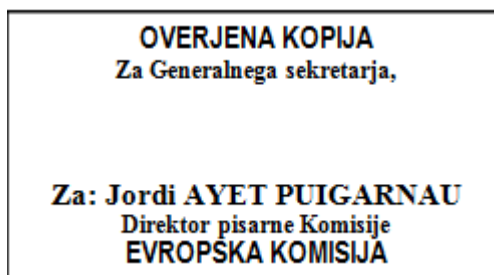 OVERJENA KOPIJA
Za Generalnega sekretarja,
Za: Jordi AYET PUIGARNAU
Direktor pisarne Komisije
EVROPSKA KOMISIJA